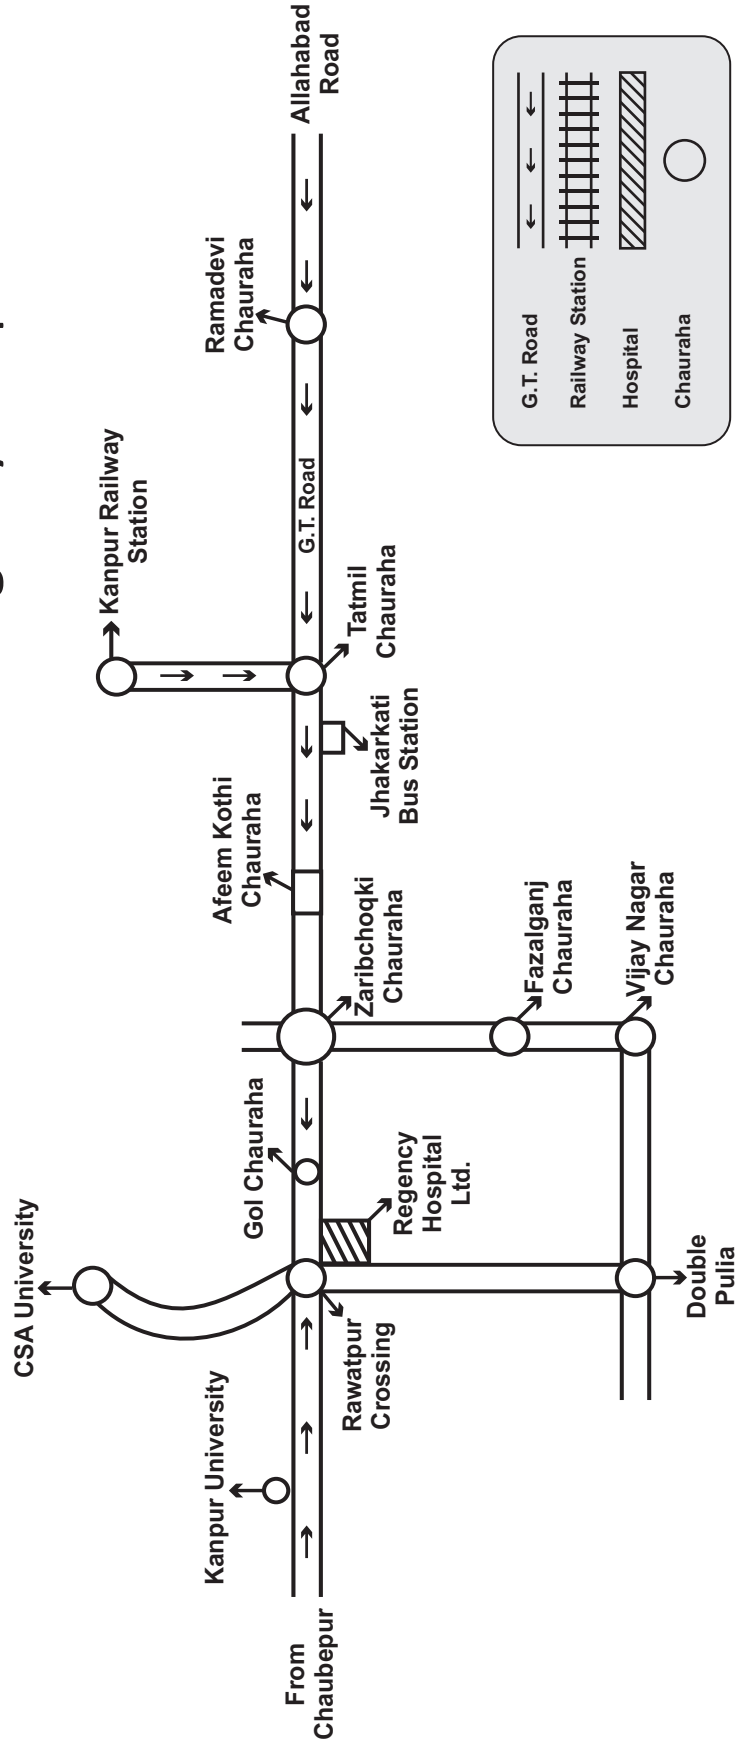 CSA University
Kanpur University
From
Chaubepur
Rawatpur
Crossing
Gol Chauraha
Regency
Hospital
Ltd.
Double
Pulia
Zaribchoqki
Chauraha
Fazalganj
Chauraha
Vijay Nagar
Chauraha
Afeem Kothi
Chauraha
Jhakarkati
Bus Station
Kanpur Railway
Station
Tatmil
Chauraha
G.T. Road
Ramadevi
Chauraha
Allahabad
Road
G.T. Road
Railway Station
Hospital
Chauraha